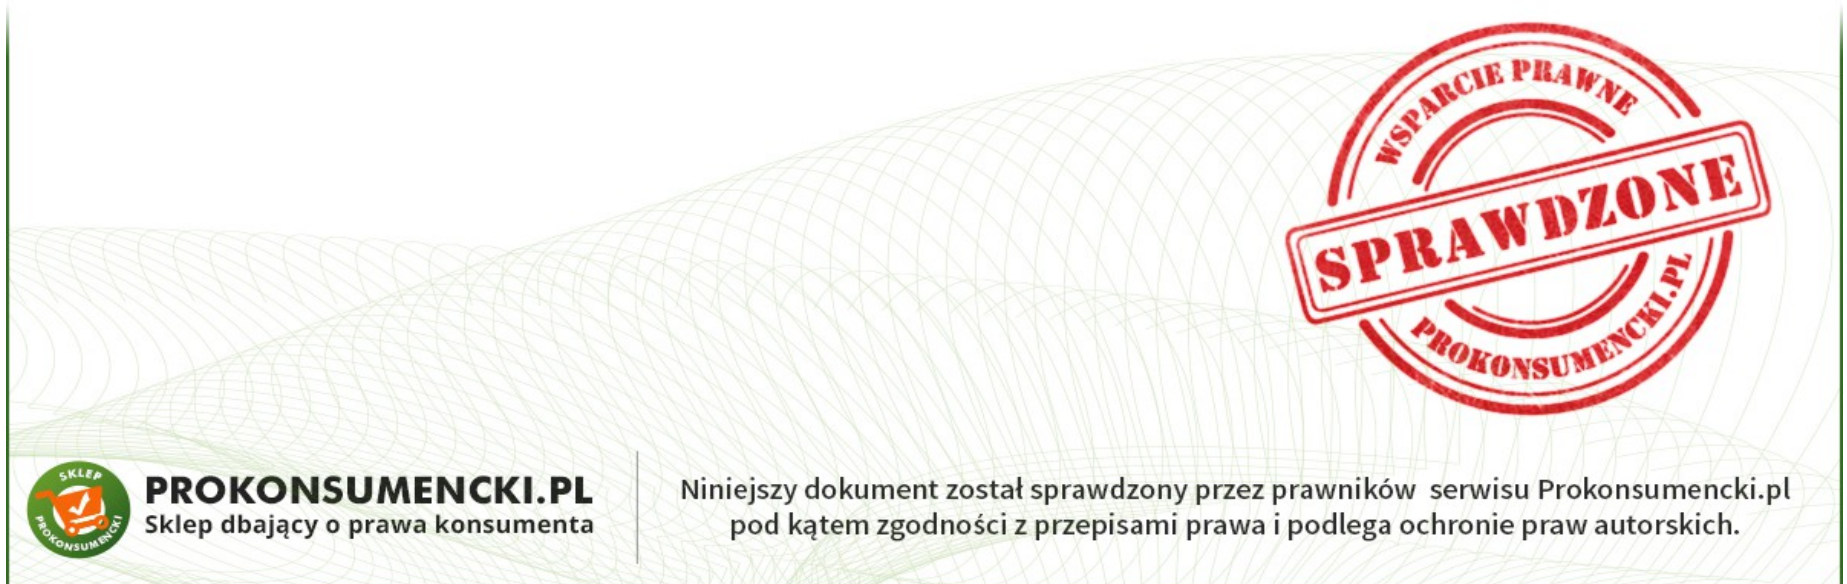 WSPARCIE PRAWNE
SPRAWDZONE
PROKONSUMENCKI.PL
SKLEP
PROKONSUMENCKI
PROKONSUMENCKI.PL
Sklep dbający o prawa konsumenta
Niniejszy dokument został sprawdzony przez prawników serwisu Prokonsumencki.pl
pod kątem zgodności z przepisami prawa i podlega ochronie praw autorskich.